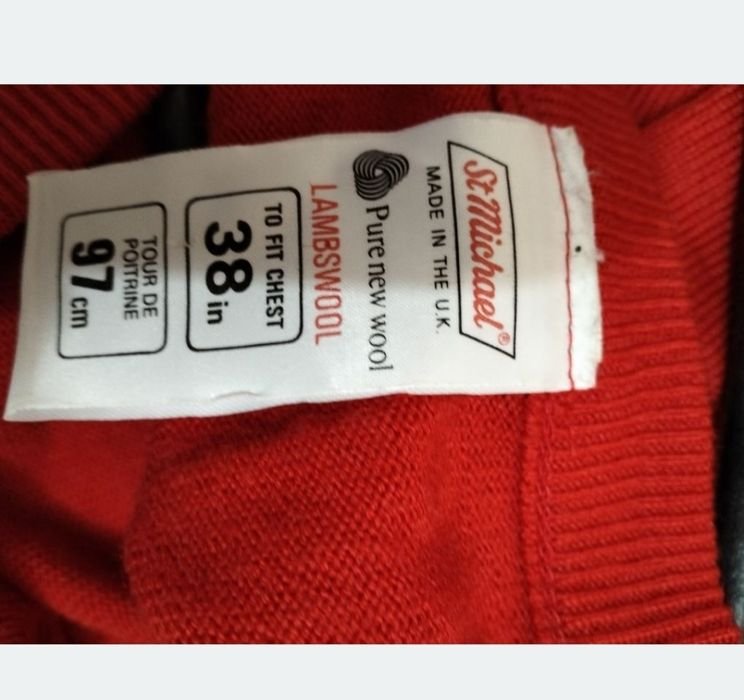 St Michael®
MADE IN THE U.K.
Pure new wool
LAMBSWOOL
TO FIT CHEST
38 in
TOUR DE
POITRINE
97 cm